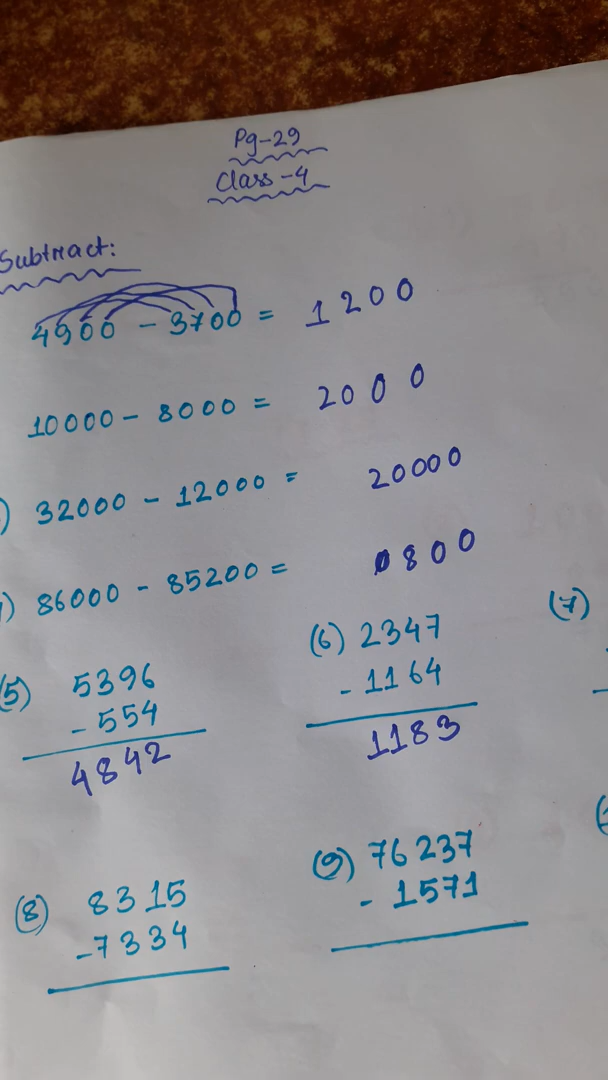 Pg-29
Class-4
Subtract:
4900 - 3700 = 1200
10000 - 8000 = 2000
) 32000 - 12000 = 20000
) 86000 - 85200 = 0800
(5) 5396
- 554
4842
(6) 2347
- 1164
1183
(7)
(8) 8315
- 7334
(9) 76237
- 1571